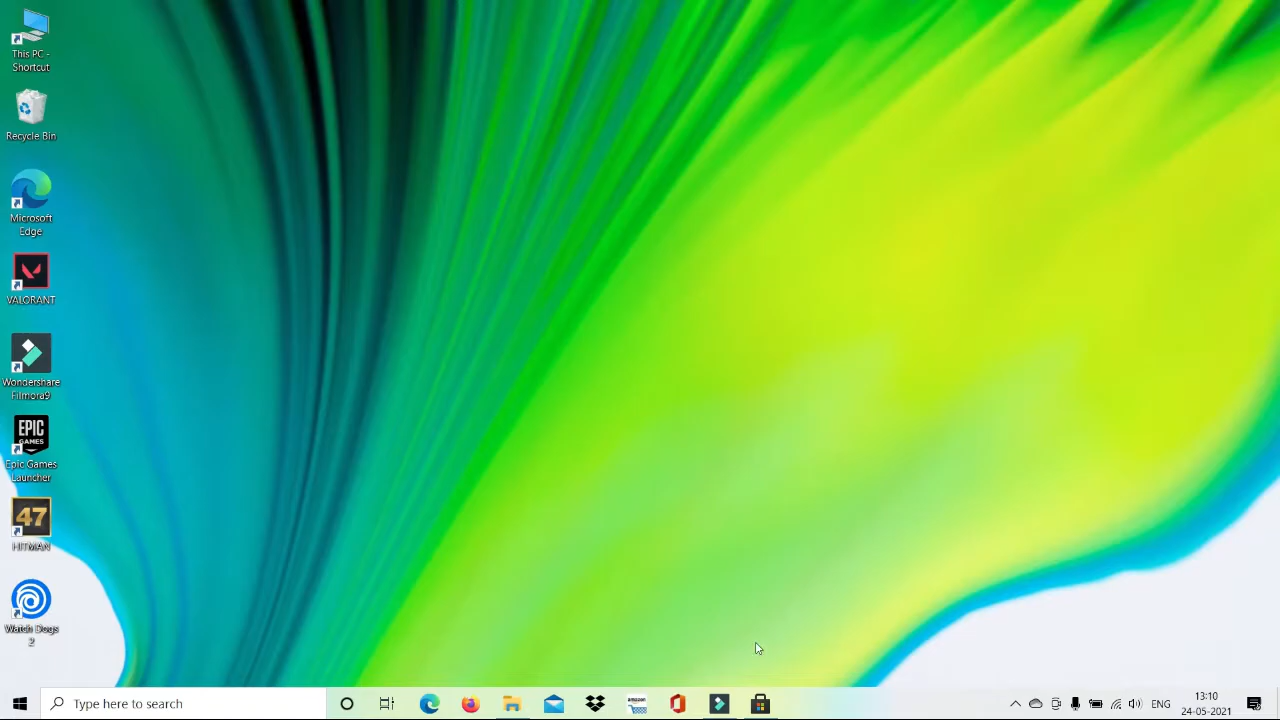 This PC -
Shortcut
Recycle Bin
Microsoft
Edge
VALORANT
Wondershare
Filmora9
EPIC
GAMES
Epic Games
Launcher
47
HITMAN
Watch Dogs
2
Type here to search
amazon
ENG
13:10
24-05-2021